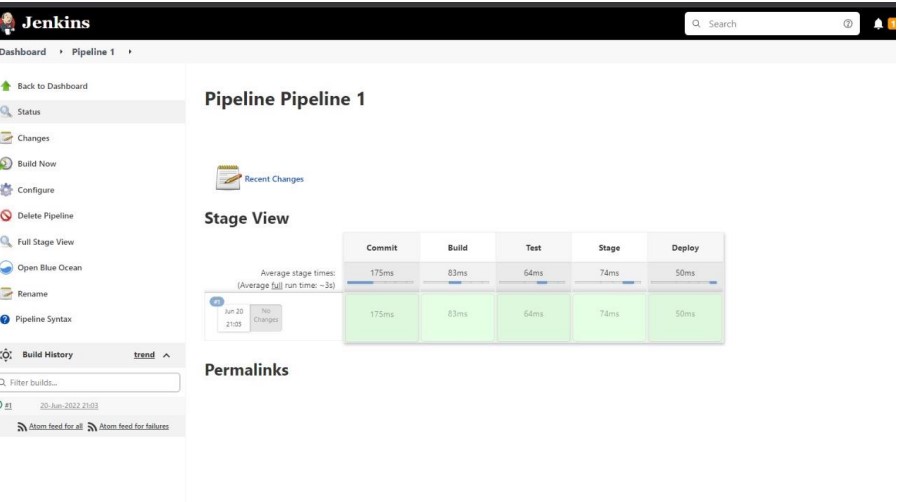 Jenkins
Search
Dashboard
Pipeline 1
Back to Dashboard
Status
Changes
Build Now
Configure
Delete Pipeline
Full Stage View
Open Blue Ocean
Rename
Pipeline Syntax
Build History
trend
Filter builds...
#1
20-Jun-2022 21:03
Atom feed for all
Atom feed for failures
Pipeline Pipeline 1
Recent Changes
Stage View
Commit Build Test Stage Deploy
Average stage times: 175ms 83ms 64ms 74ms 50ms
(Average full run time: ~3s)
#1
Jun 20
21:05
No
Changes
175ms 83ms 64ms 74ms 50ms
Permalinks